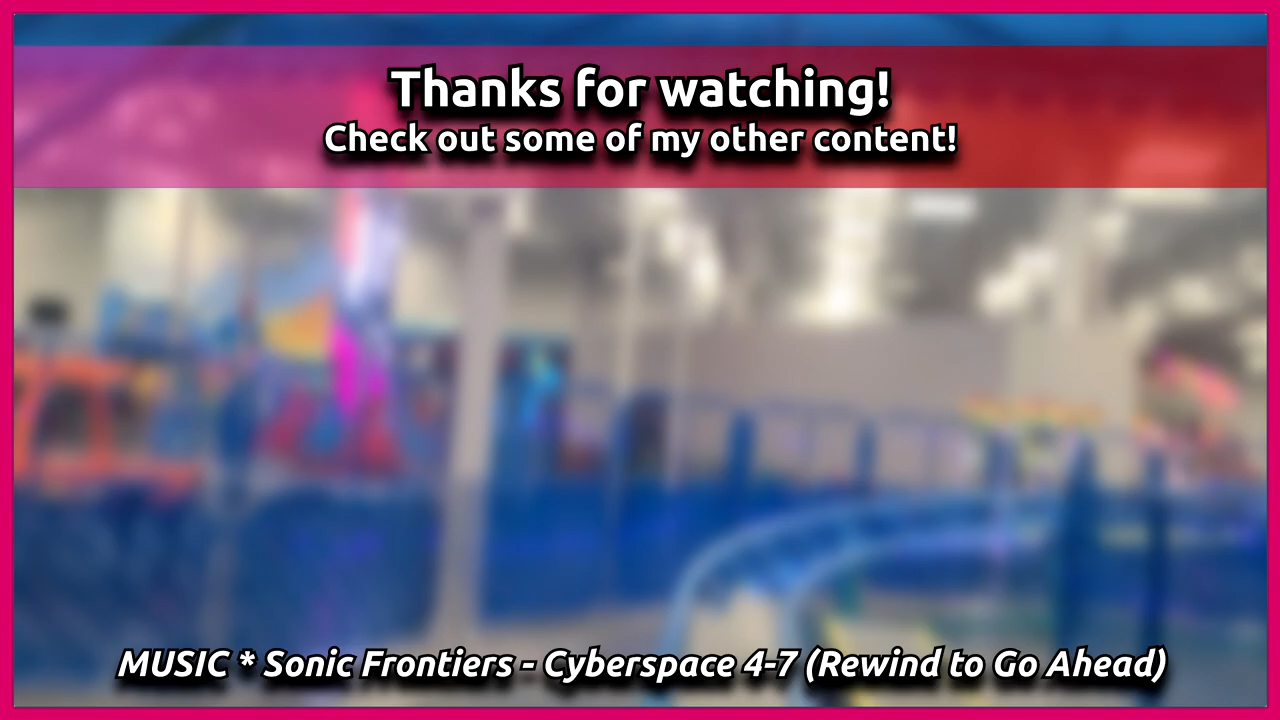 Thanks for watching!
Check out some of my other content!
MUSIC * Sonic Frontiers - Cyberspace 4-7 (Rewind to Go Ahead)